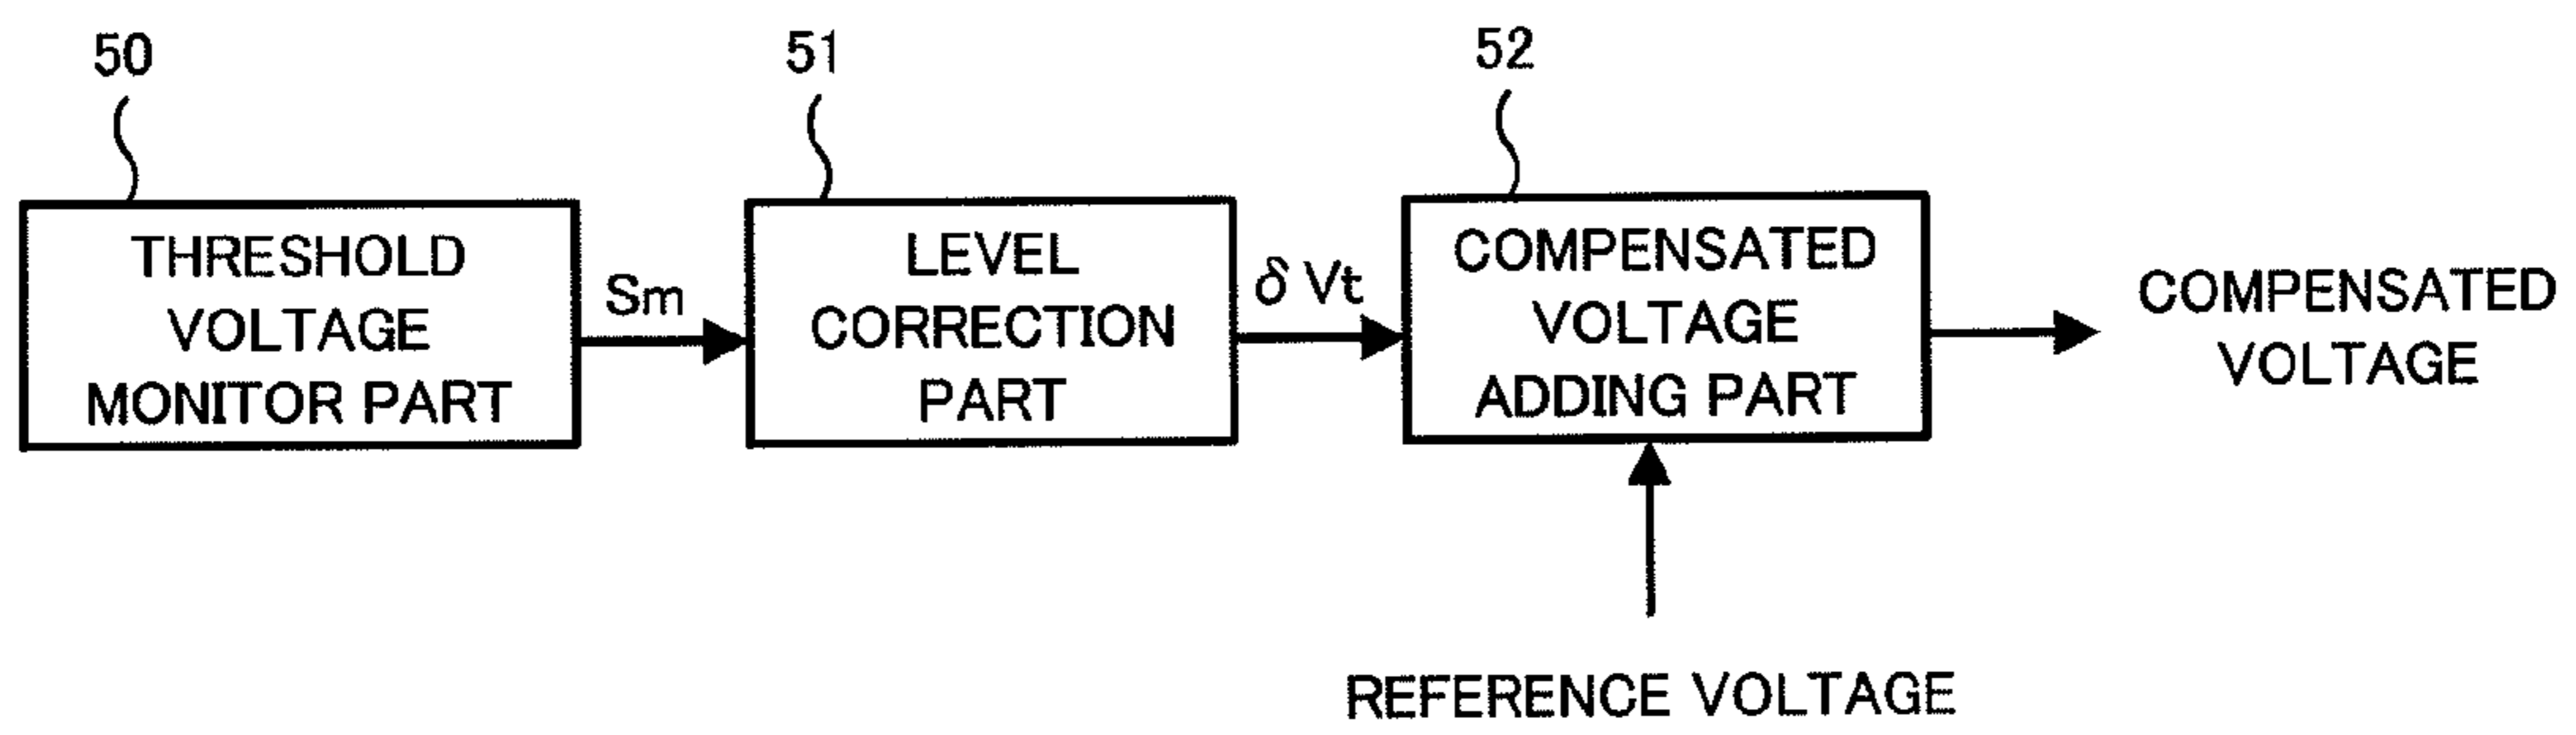 50
THRESHOLD
VOLTAGE
MONITOR PART
Sm
51
LEVEL
CORRECTION
PART
δ Vt
52
COMPENSATED
VOLTAGE
ADDING PART
COMPENSATED
VOLTAGE
REFERENCE VOLTAGE